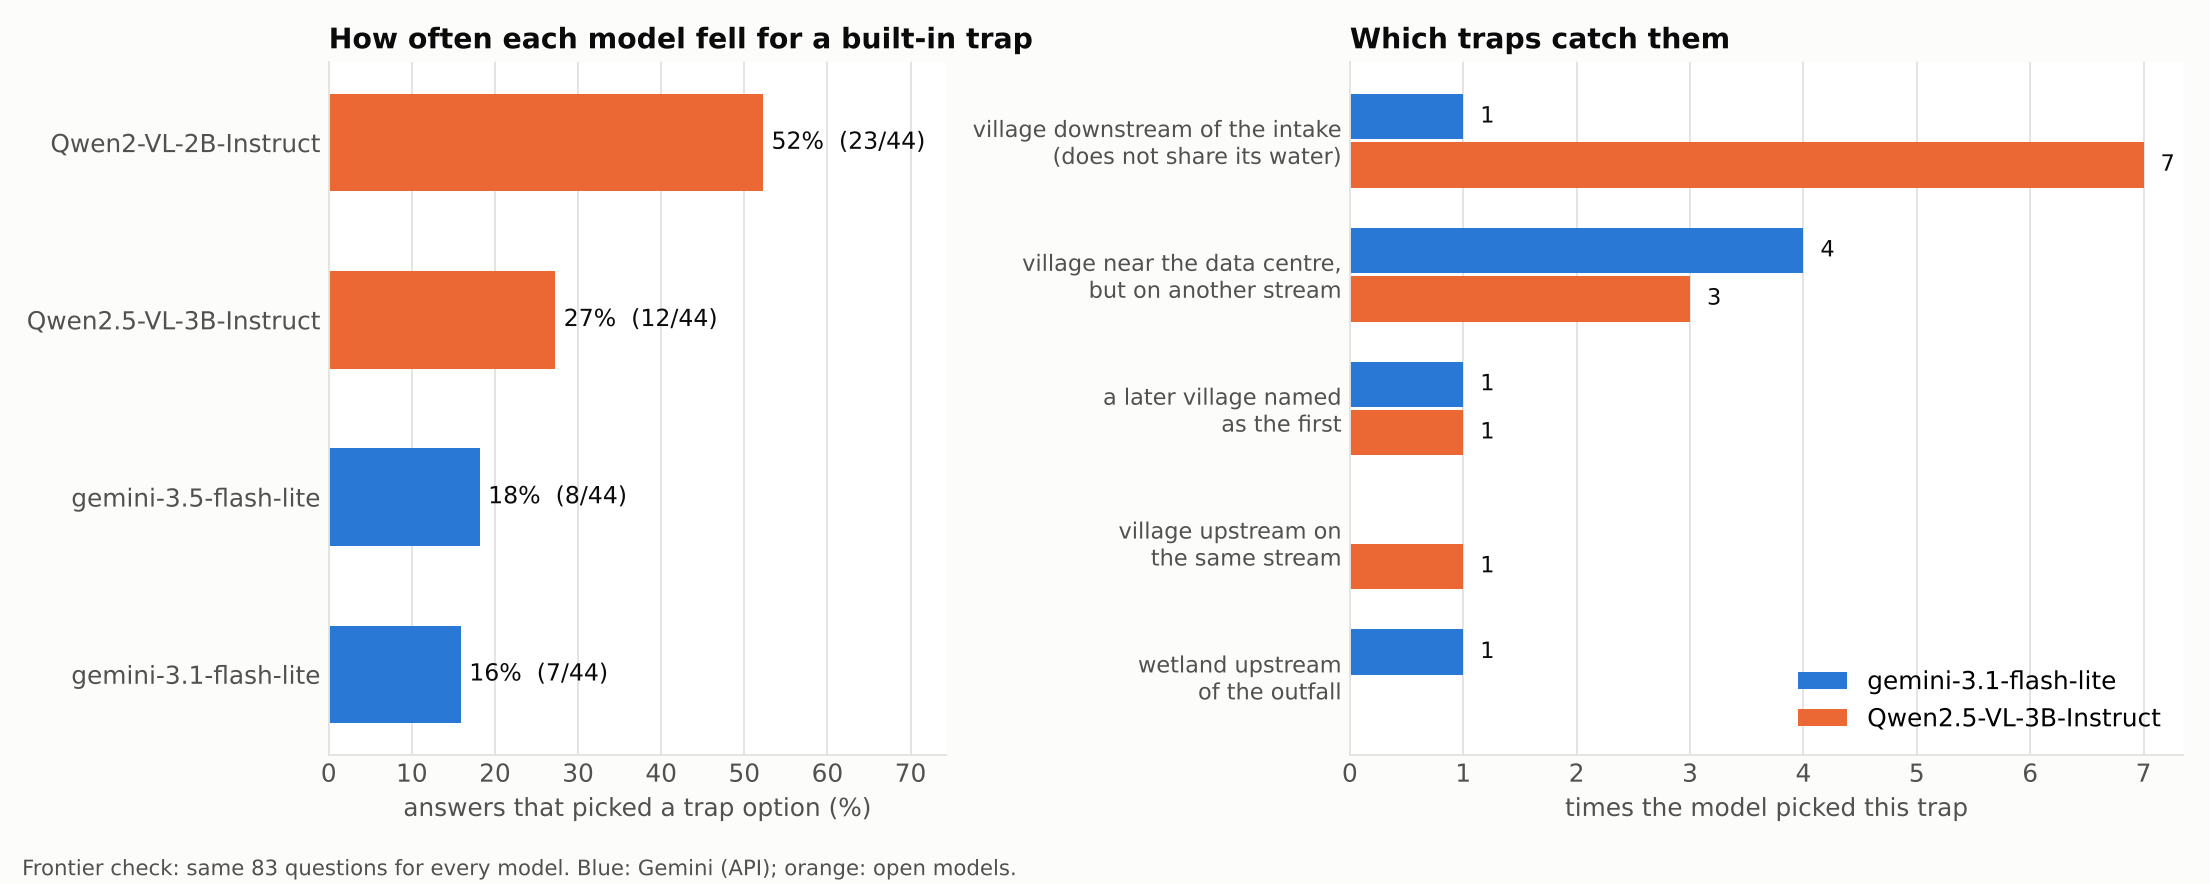 How often each model fell for a built-in trap
Qwen2-VL-2B-Instruct
52% (23/44)
Qwen2.5-VL-3B-Instruct
27% (12/44)
gemini-3.5-flash-lite
18% (8/44)
gemini-3.1-flash-lite
16% (7/44)
0 10 20 30 40 50 60 70
answers that picked a trap option (%)
Which traps catch them
village downstream of the intake
(does not share its water)
1
7
village near the data centre,
but on another stream
4
3
a later village named
as the first
1
1
village upstream on
the same stream
1
wetland upstream
of the outfall
1
gemini-3.1-flash-lite
Qwen2.5-VL-3B-Instruct
0 1 2 3 4 5 6 7
times the model picked this trap
Frontier check: same 83 questions for every model. Blue: Gemini (API); orange: open models.